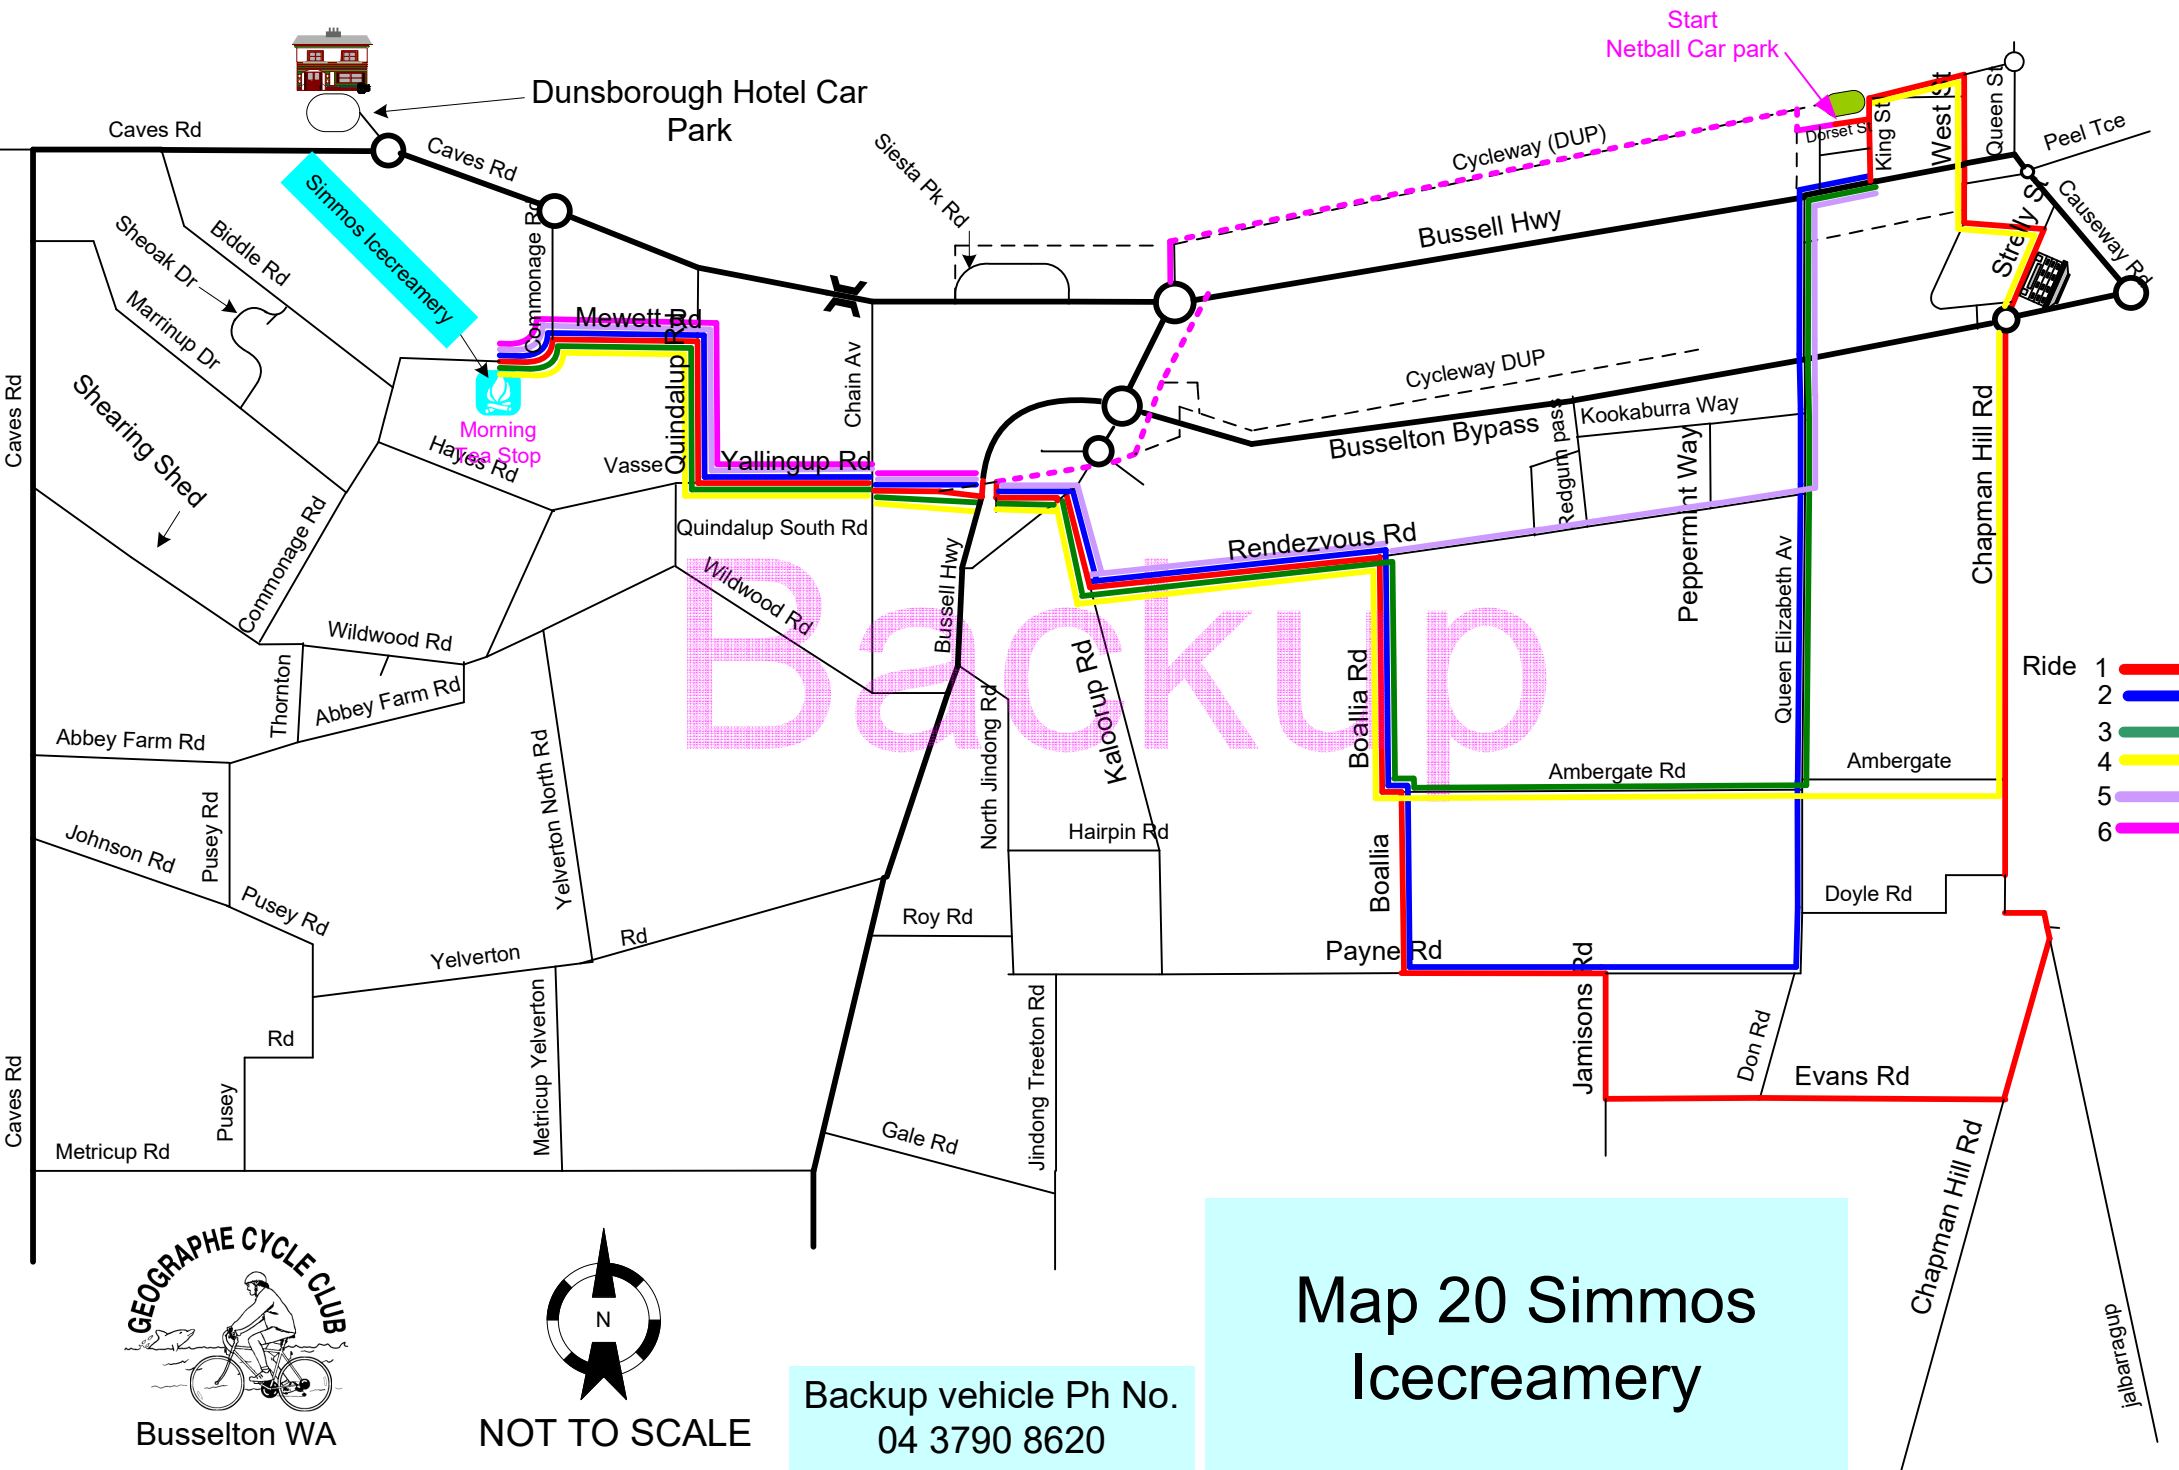 Start
Netball Car park
Dunsborough Hotel Car
Park
Caves Rd
Caves Rd
Siesta Pk Rd
Cycleway (DUP)
Dorset St
King St
West St
Queen St
Peel Tce
Causeway Rd
Strelly St
Simmos Icecreamery
Sheoak Dr
Biddle Rd
Marrinup Dr
Commonage Rd
Bussell Hwy
Mewett Rd
Quindalup Rd
Chain Av
Cycleway DUP
Caves Rd
Shearing Shed
Morning
Tea Stop
Hayes Rd
Vasse
Yallingup Rd
Busselton Bypass
Redgum pass
Kookaburra Way
Peppermint Way
Chapman Hill Rd
Quindalup South Rd
Commonage Rd
Wildwood Rd
Bussell Hwy
Rendezvous Rd
Queen Elizabeth Av
Backup
Wildwood Rd
Thornton
Abbey Farm Rd
Abbey Farm Rd
North Jindong Rd
Kaloorup Rd
Boallia Rd
Ride 1
2
3
4
5
6
Yelverton North Rd
Ambergate Rd
Ambergate
Johnson Rd
Pusey Rd
Pusey Rd
Hairpin Rd
Boallia
Doyle Rd
Roy Rd
Yelverton
Rd
Payne Rd
Jamisons Rd
Don Rd
Evans Rd
Rd
Pusey
Metricup Yelverton
Jindong Treeton Rd
Caves Rd
Metricup Rd
Gale Rd
Chapman Hill Rd
jalbarragup
GEOGRAPHE CYCLE CLUB
Busselton WA
N
NOT TO SCALE
Backup vehicle Ph No.
04 3790 8620
Map 20 Simmos
Icecreamery